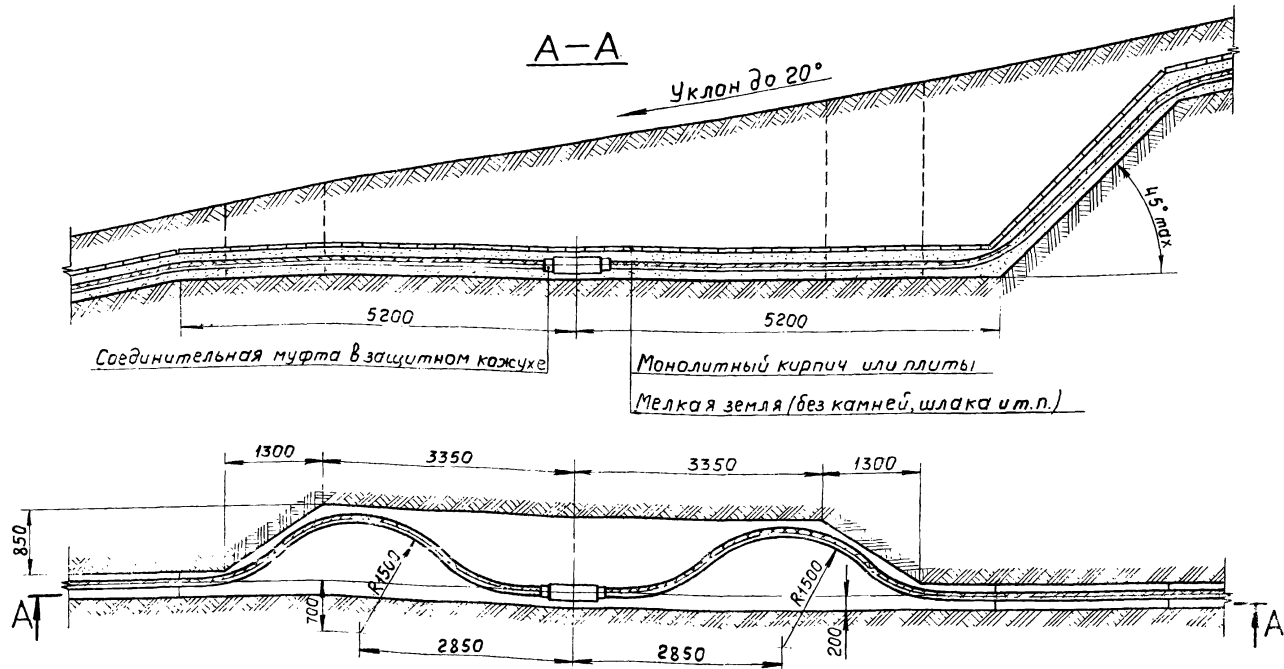 А-А
Уклон до 20°
45° max
5200
5200
Соединительная муфта в защитном кожухе
Монолитный кирпич или плиты
Мелкая земля (без камней, шлака и т.п.)
1300
3350
3350
1300
850
R1500
R1500
700
200
А
А
2850
2850